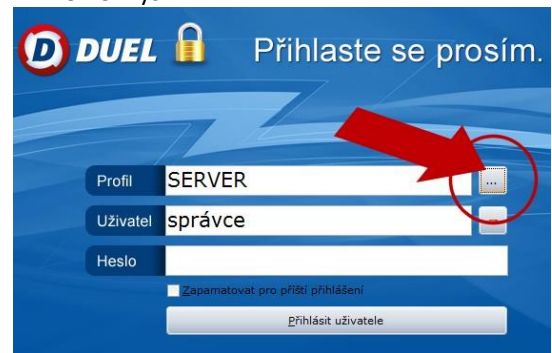 DUEL Přihlaste se prosím.
Profil SERVER ...
Uživatel správce ...
Heslo
Zapamatovat pro příští přihlášení
Přihlásit uživatele